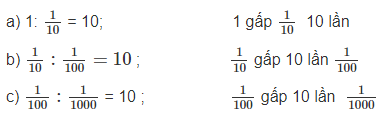 a) 1: 1/10 = 10; 1 gấp 1/10 10 lần
b) 1/10 : 1/100 = 10 ; 1/10 gấp 10 lần 1/100
c) 1/100 : 1/1000 = 10 ; 1/100 gấp 10 lần 1/1000